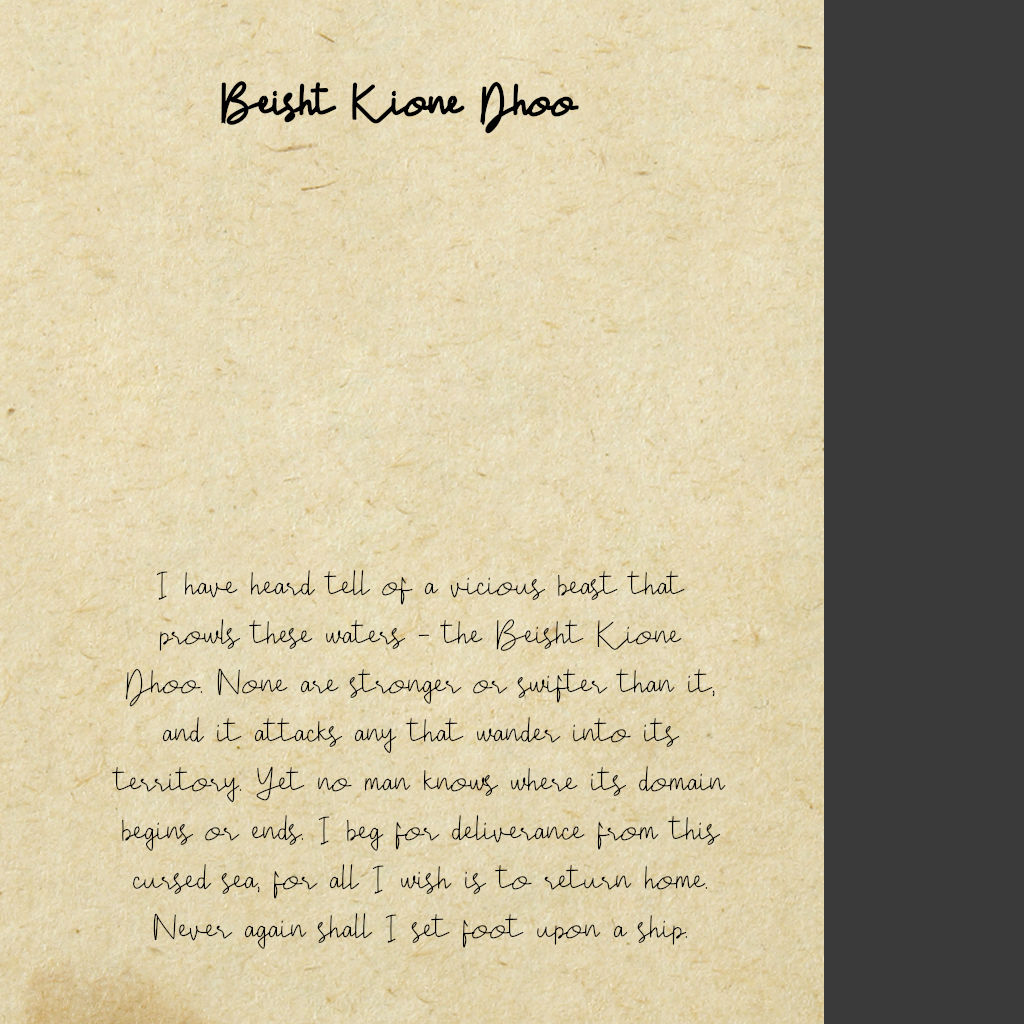 Beisht Kione Dhoo
I have heard tell of a vicious beast that
prowls these waters - the Beisht Kione
Dhoo. None are stronger or swifter than it,
and it attacks any that wander into its
territory. Yet no man knows where its domain
begins or ends. I beg for deliverance from this
cursed sea, for all I wish is to return home.
Never again shall I set foot upon a ship.